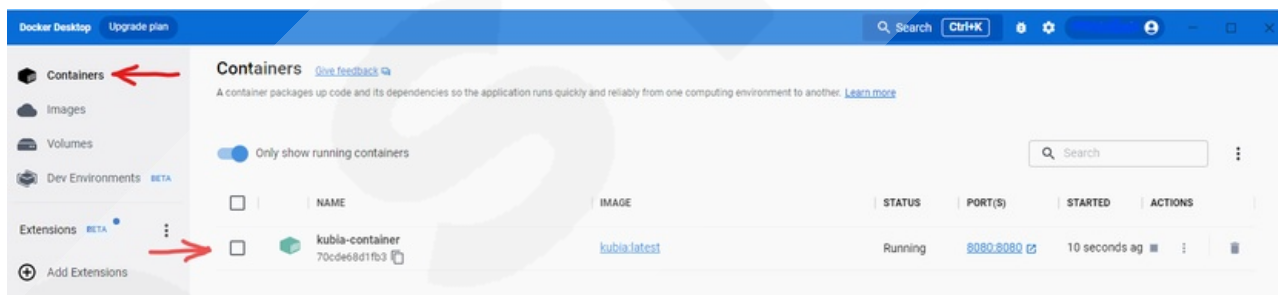 Docker Desktop Upgrade plan Search Ctrl+K
Containers
Images
Volumes
Dev Environments BETA
Extensions BETA
Add Extensions
Containers Give feedback
A container packages up code and its dependencies so the application runs quickly and reliably from one computing environment to another. Learn more
Only show running containers
Search
NAME IMAGE STATUS PORT(S) STARTED ACTIONS
kubia-container kubia:latest Running 8080:8080 10 seconds ag
70cde68d1fb3